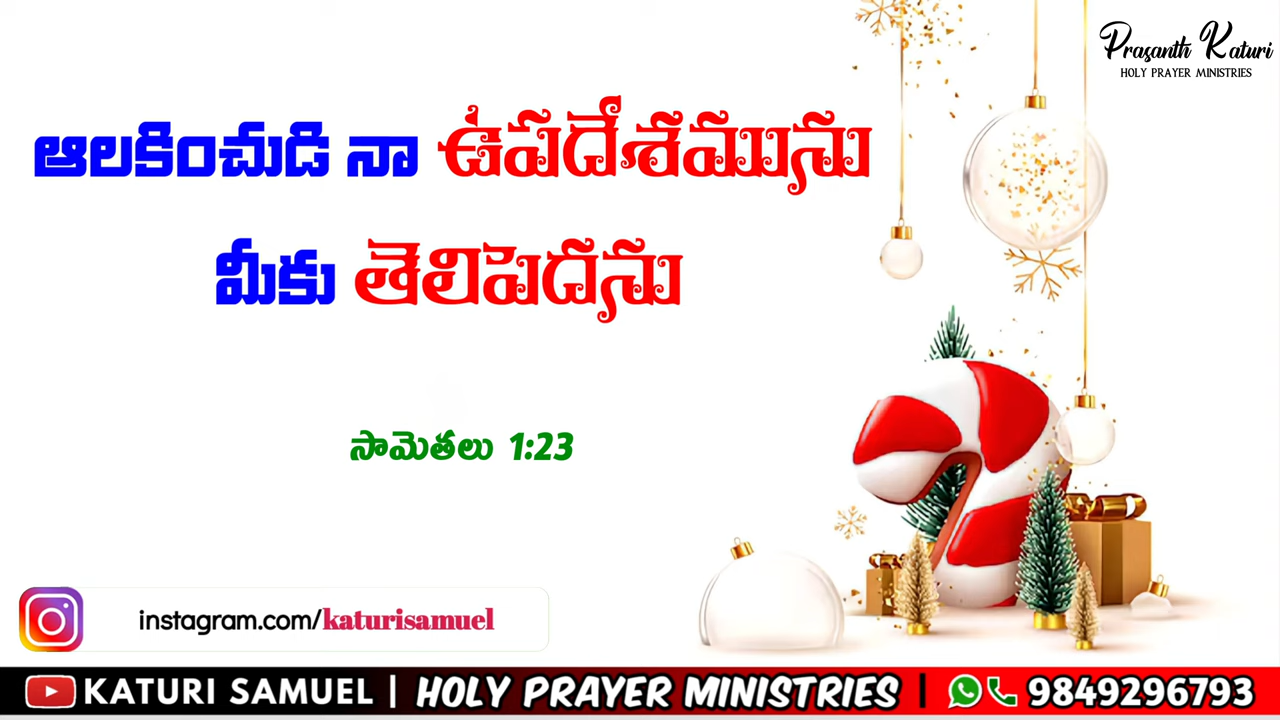 Prasanth Katuri
HOLY PRAYER MINISTRIES
ఆలకించుడి నా ఉపదేశమును
మీకు తెలిపెదను
సామెతలు 1:23
instagram.com/katurisamuel
KATURI SAMUEL | HOLY PRAYER MINISTRIES | 9849296793